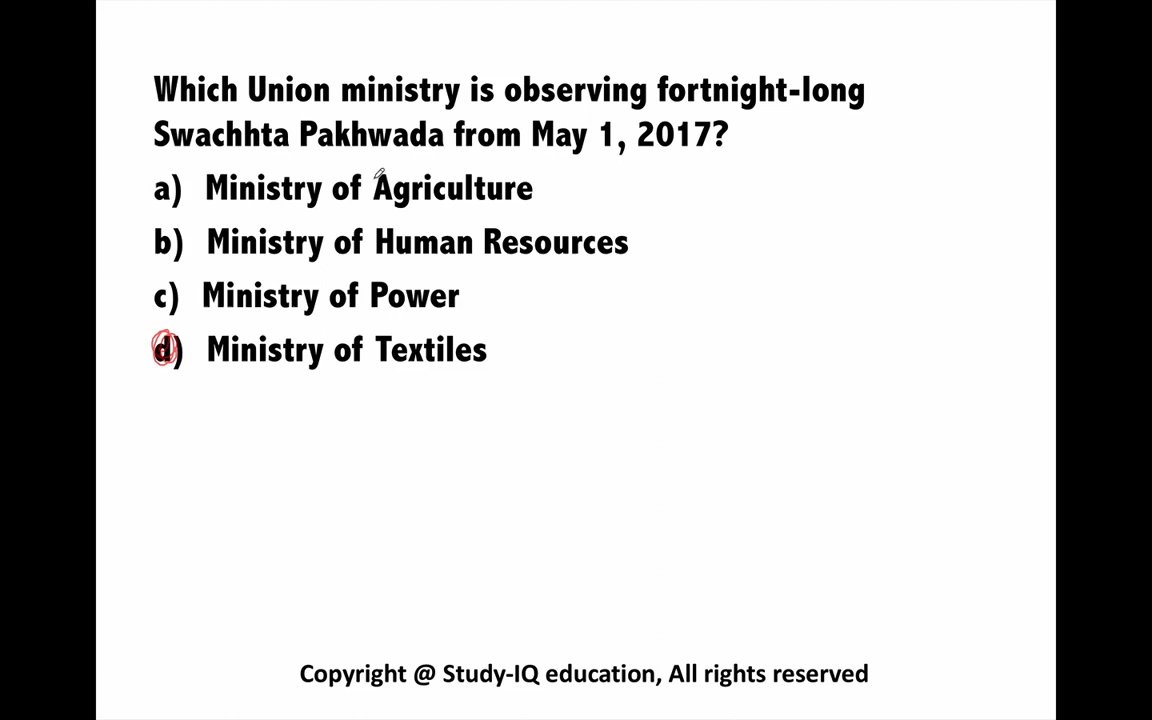 Which Union ministry is observing fortnight-long
Swachhta Pakhwada from May 1, 2017?
a) Ministry of Agriculture
b) Ministry of Human Resources
c) Ministry of Power
d) Ministry of Textiles
Copyright @ Study-IQ education, All rights reserved